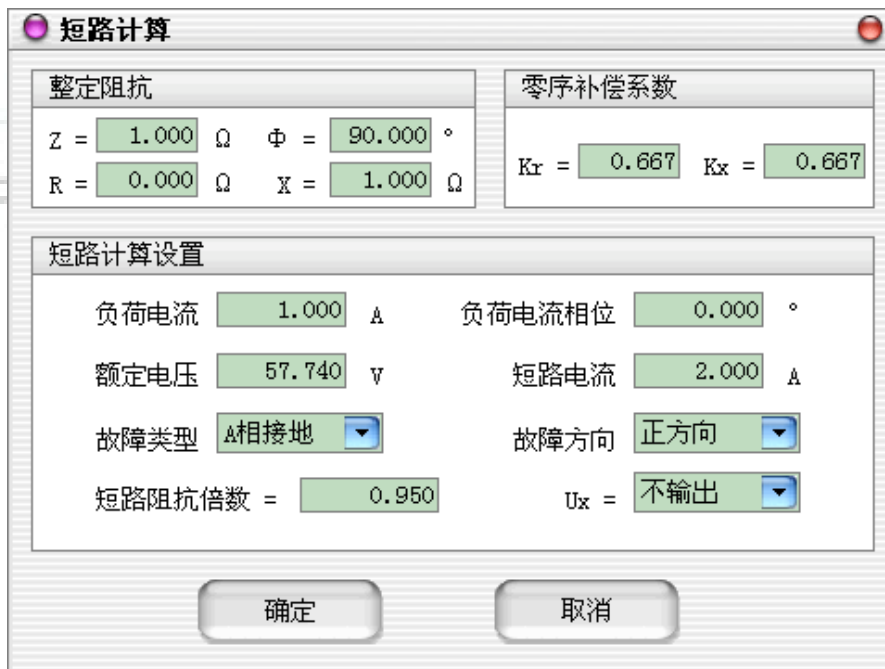 短路计算
整定阻抗
Z = 1.000 Ω Φ = 90.000 °
R = 0.000 Ω X = 1.000 Ω
零序补偿系数
Kr = 0.667 Kx = 0.667
短路计算设置
负荷电流 1.000 A 负荷电流相位 0.000 °
额定电压 57.740 V 短路电流 2.000 A
故障类型 A相接地 故障方向 正方向
短路阻抗倍数 = 0.950 Ux = 不输出
确定 取消